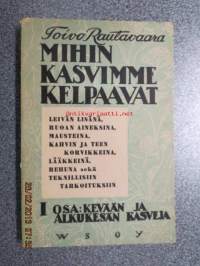 Toivo Rautavaara
MIHIN
KASVIMME
KELPAAVAT
LEIVÄN LISÄNÄ,
RUOAN AINEKSINA,
MAUSTEINA,
KAHVIN JA TEEN
KORVIKKEINA,
LÄÄKKEINÄ,
REHUNA sekä
TEKNILLISIIN
TARKOITUKSIIN
I OSA: KEVÄÄN JA
ALKUKESÄN KASVEJA
WSOY